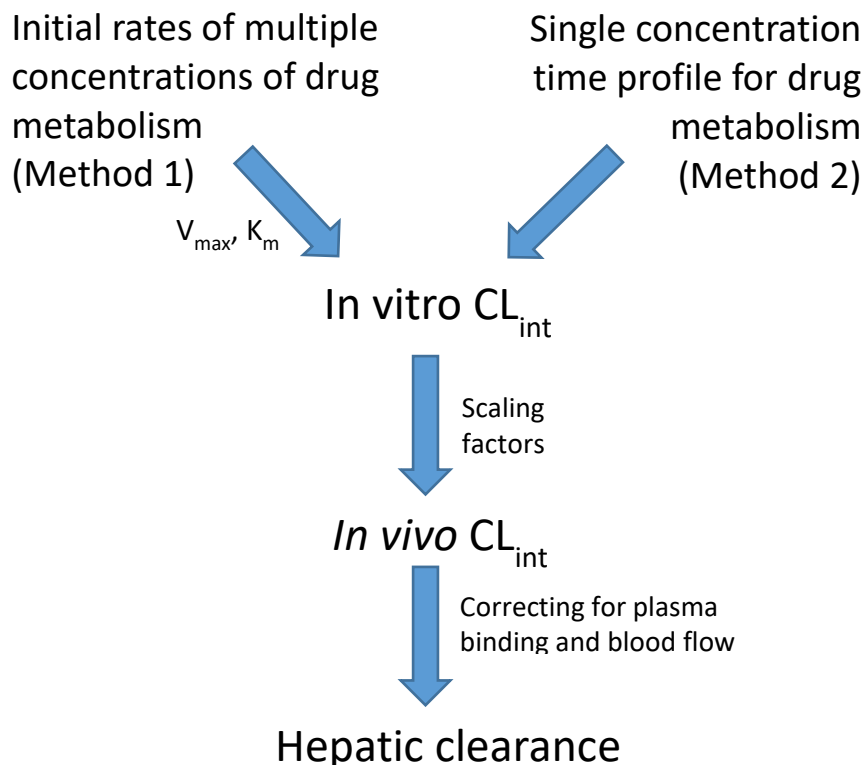 Initial rates of multiple
concentrations of drug
metabolism
(Method 1)
Single concentration
time profile for drug
metabolism
(Method 2)
Vmax, Km
In vitro CLint
Scaling
factors
In vivo CLint
Correcting for plasma
binding and blood flow
Hepatic clearance